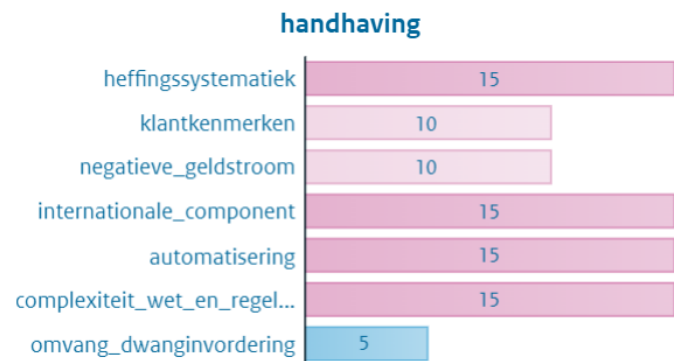 handhaving
heffingssystematiek 15
klantkenmerken 10
negatieve_geldstroom 10
internationale_component 15
automatisering 15
complexiteit_wet_en_regel... 15
omvang_dwanginvordering 5